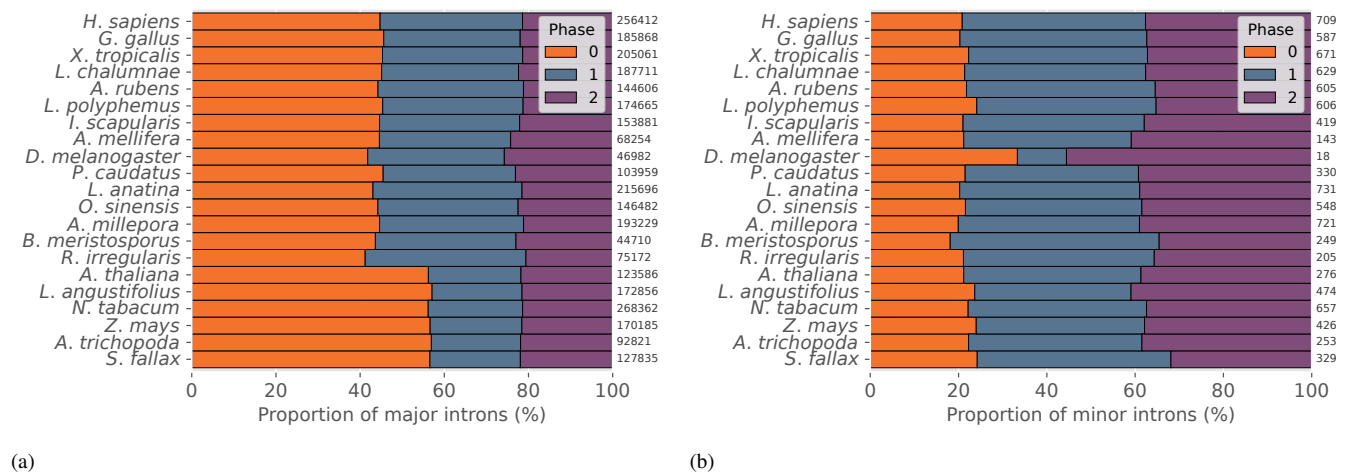 H. sapiens 256412
G. gallus 185868
X. tropicalis 205061
L. chalumnae 187711
A. rubens 144606
L. polyphemus 174665
I. scapularis 153881
A. mellifera 68254
D. melanogaster 46982
P. caudatus 103959
L. anatina 215696
O. sinensis 146482
A. millepora 193229
B. meristosporus 44710
R. irregularis 75172
A. thaliana 123586
L. angustifolius 172856
N. tabacum 268362
Z. mays 170185
A. trichopoda 92821
S. fallax 127835
Phase
0
1
2
0 20 40 60 80 100
Proportion of major introns (%)
(a)
H. sapiens 709
G. gallus 587
X. tropicalis 671
L. chalumnae 629
A. rubens 605
L. polyphemus 606
I. scapularis 419
A. mellifera 143
D. melanogaster 18
P. caudatus 330
L. anatina 731
O. sinensis 548
A. millepora 721
B. meristosporus 249
R. irregularis 205
A. thaliana 276
L. angustifolius 474
N. tabacum 657
Z. mays 426
A. trichopoda 253
S. fallax 329
Phase
0
1
2
0 20 40 60 80 100
Proportion of minor introns (%)
(b)